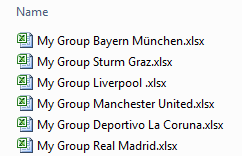 Name
My Group Bayern München.xlsx
My Group Sturm Graz.xlsx
My Group Liverpool .xlsx
My Group Manchester United.xlsx
My Group Deportivo La Coruna.xlsx
My Group Real Madrid.xlsx